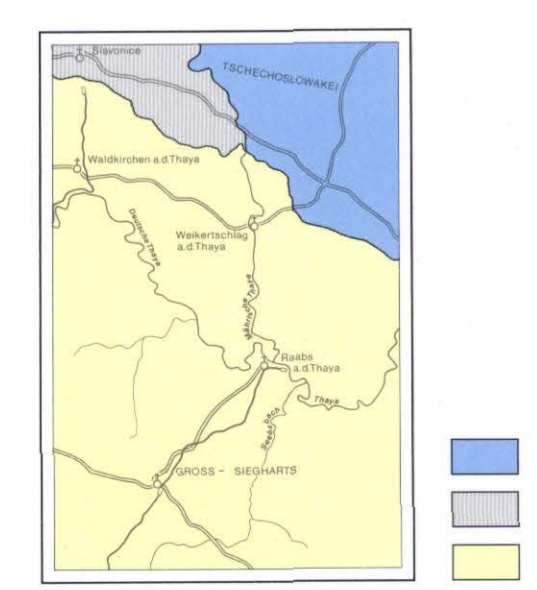 Slavonice
TSCHECHOSLOWAKEI
Waldkirchen a.d.Thaya
Deutsche Thaya
Weikertschlag
a.d.Thaya
Mährische Thaya
Raabs
a.d.Thaya
Thaya
Seebsbach
GROSS - SIEGHARTS